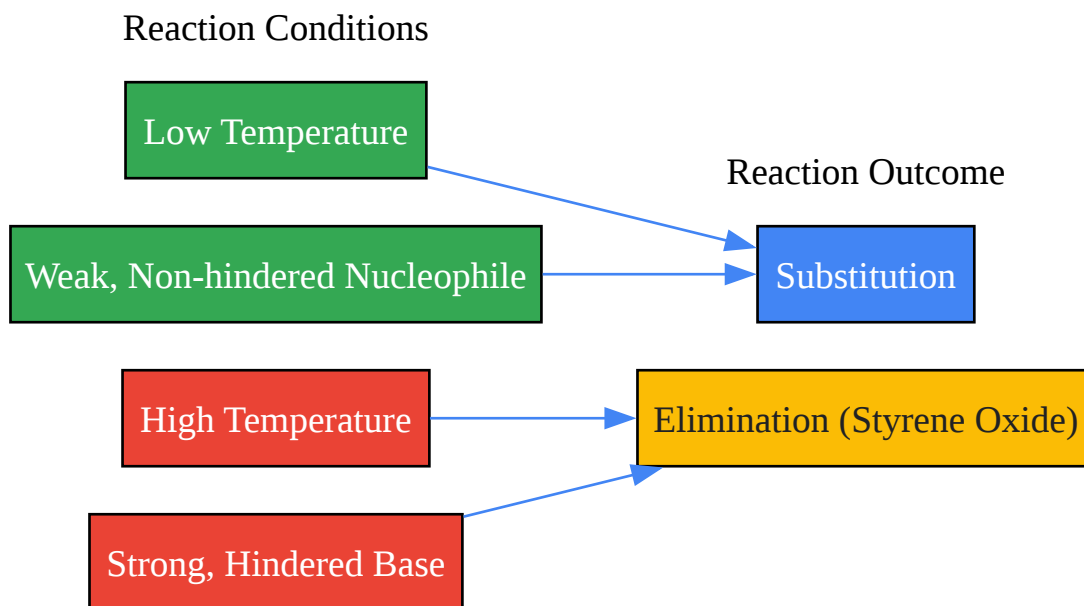 Reaction Conditions
Low Temperature
Weak, Non-hindered Nucleophile
High Temperature
Strong, Hindered Base
Reaction Outcome
Substitution
Elimination (Styrene Oxide)